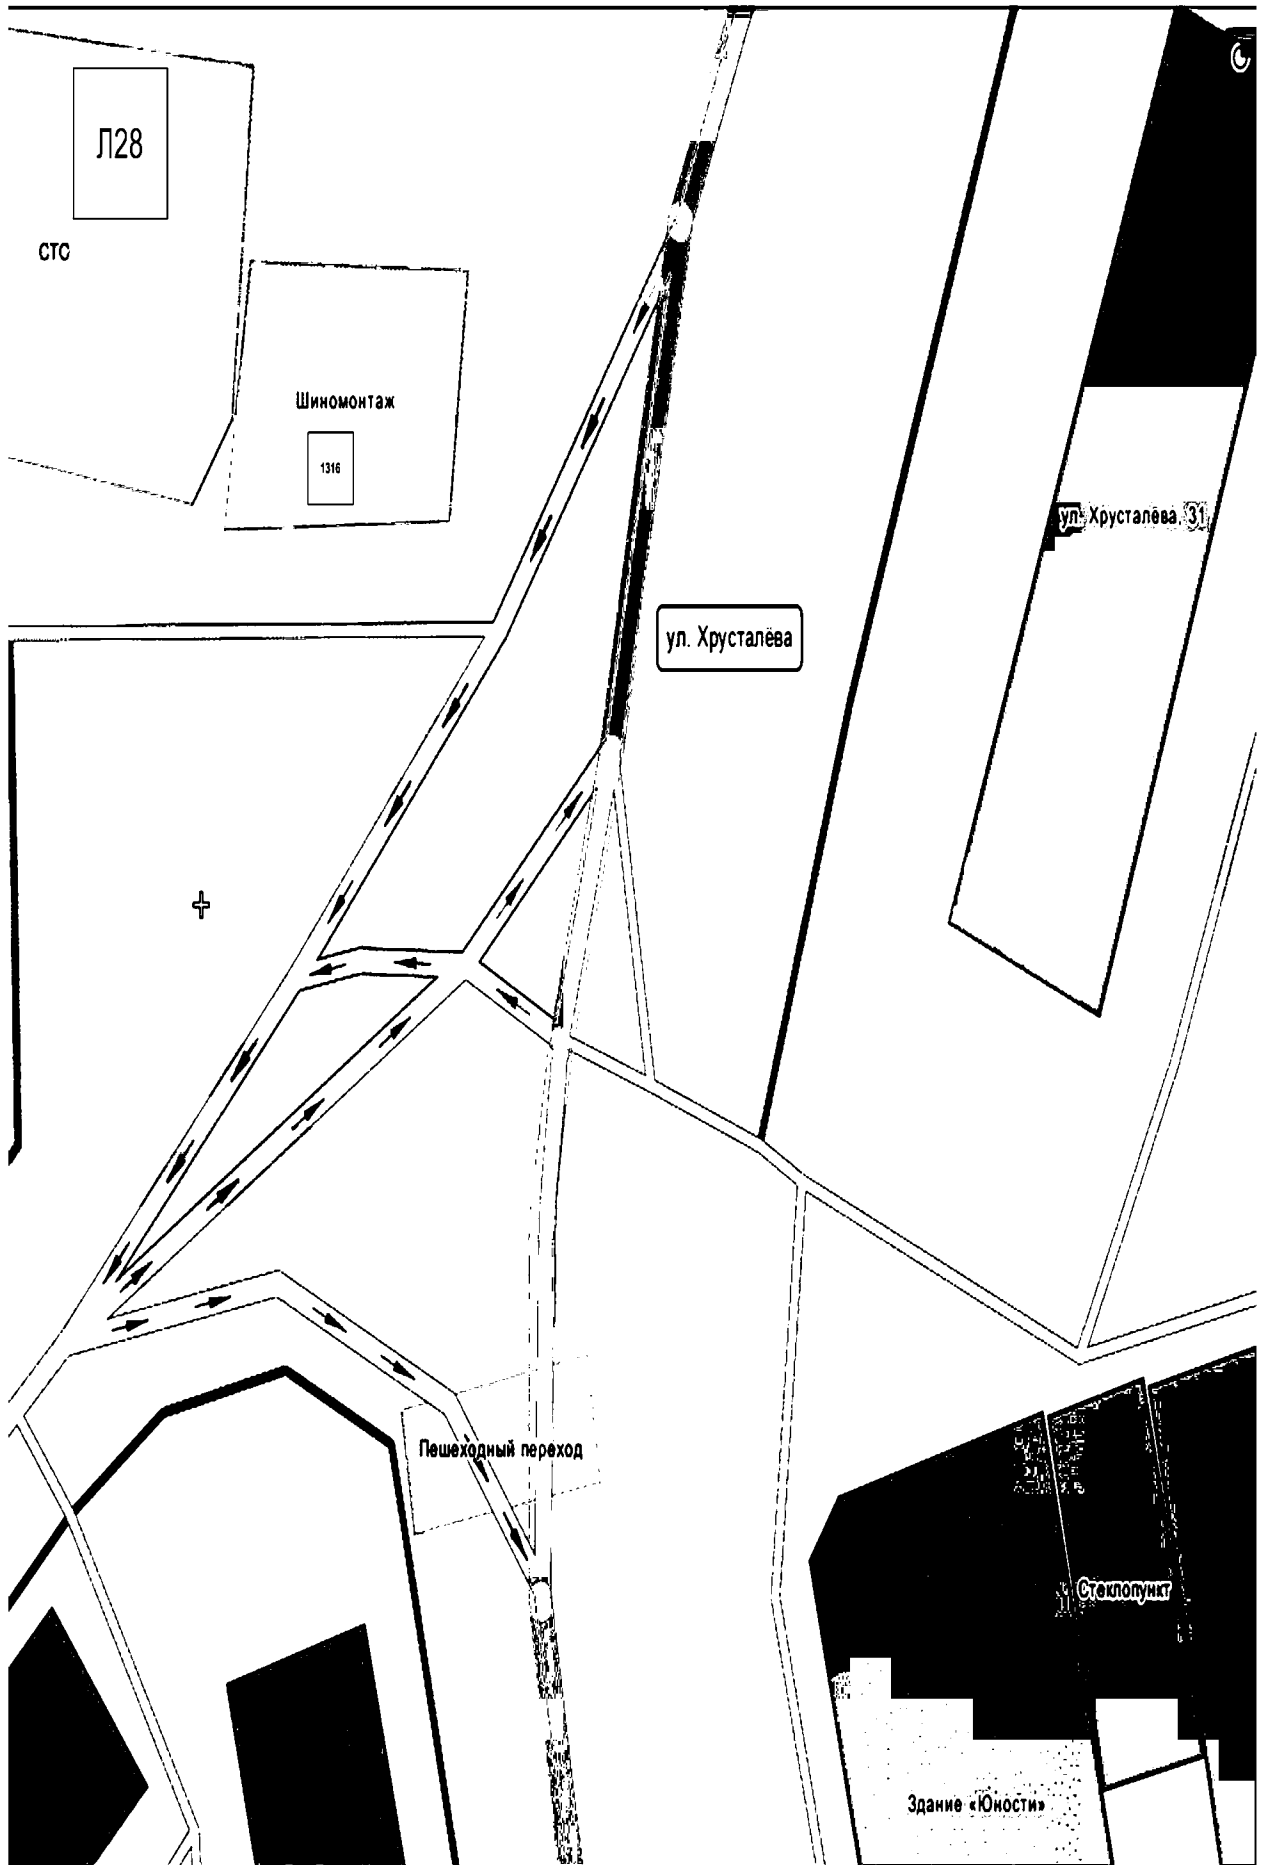 Л28
СТО
Шиномонтаж
1316
ул. Хрусталёва, 31
ул. Хрусталёва
Пешеходный переход
Стеклопункт
Здание «Юности»